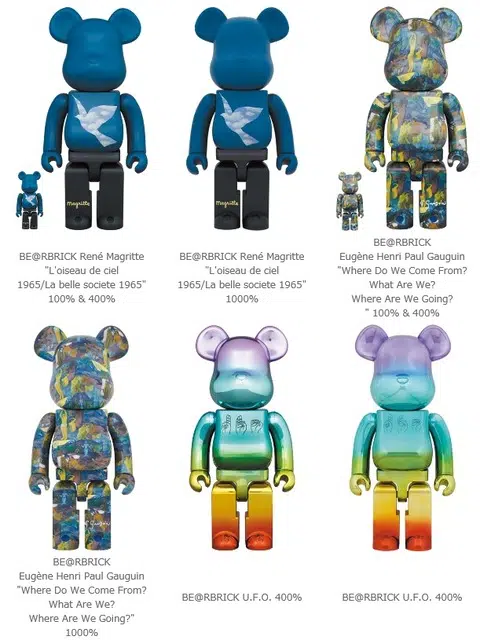 Magritte
Magritte
BE@RBRICK René Magritte
"L'oiseau de ciel
1965/La belle societe 1965"
100% & 400%
BE@RBRICK René Magritte
"L'oiseau de ciel
1965/La belle societe 1965"
1000%
BE@RBRICK
Eugène Henri Paul Gauguin
"Where Do We Come From?
What Are We?
Where Are We Going?
" 100% & 400%
BE@RBRICK
Eugène Henri Paul Gauguin
"Where Do We Come From?
What Are We?
Where Are We Going?"
1000%
BE@RBRICK U.F.O. 400%
BE@RBRICK U.F.O. 400%